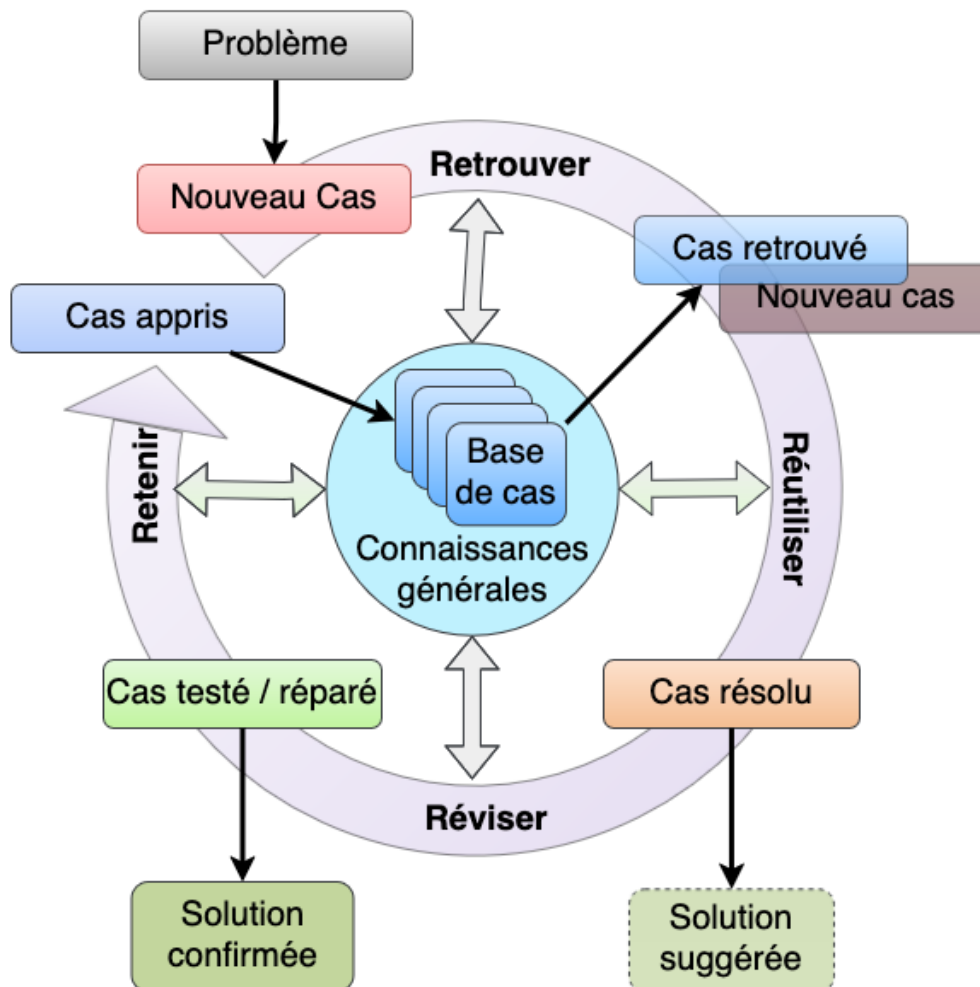 Problème
Retrouver
Nouveau Cas
Cas retrouvé
Nouveau cas
Cas appris
Base
de cas
Connaissances
générales
Retenir
Réutiliser
Cas testé / réparé
Cas résolu
Réviser
Solution
confirmée
Solution
suggérée